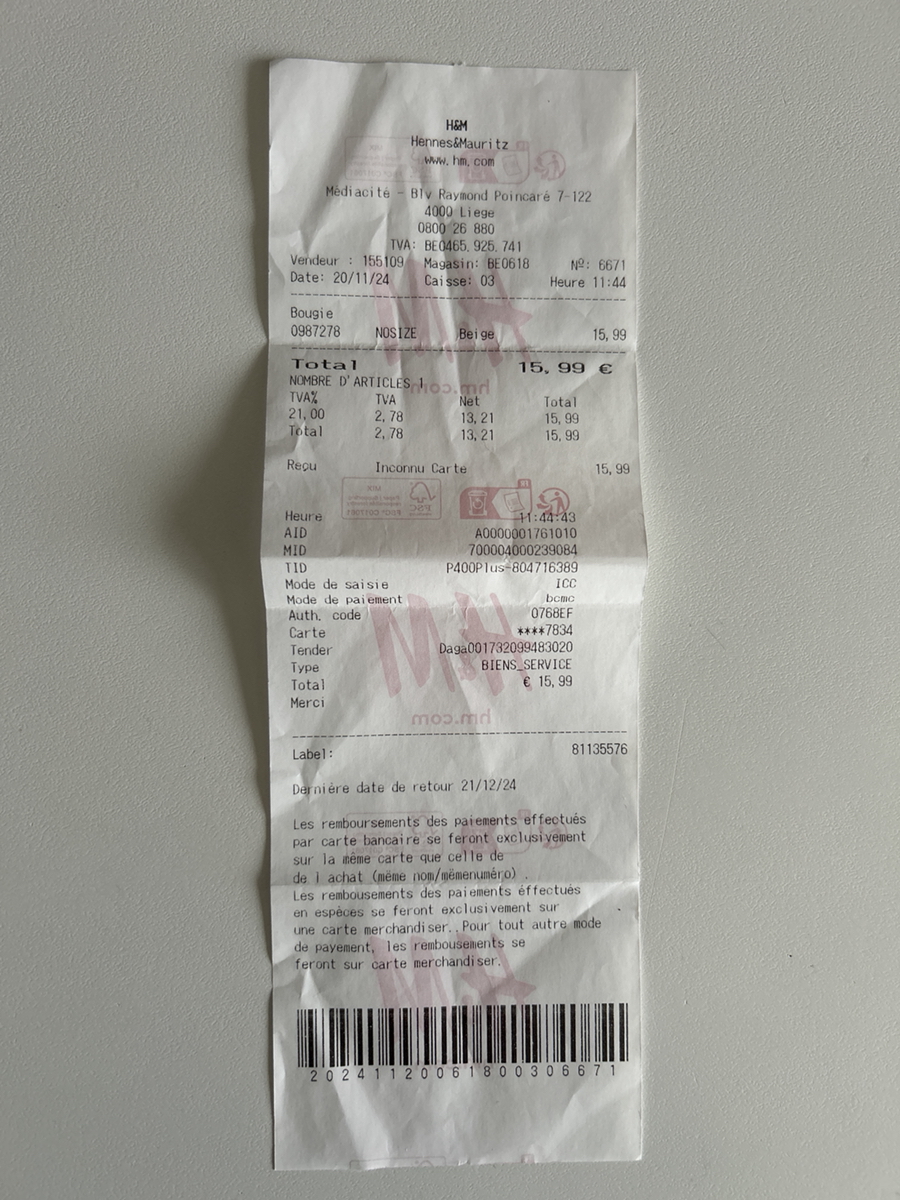 H&M
Hennes&Mauritz
www.hm.com
Médiacité - Blv Raymond Poincaré 7-122
4000 Liege
0800 26 880
TVA: BE0465.925.741
Vendeur : 155109 Magasin: BE0618 Nº: 6671
Date: 20/11/24 Caisse: 03 Heure 11:44
Bougie
0987278 NOSIZE Beige 15,99
Total 15,99 €
NOMBRE D'ARTICLES 1
TVA% TVA Net Total
21,00 2,78 13,21 15,99
Total 2,78 13,21 15,99
Reçu Inconnu Carte 15,99
Heure 11:44:43
AID A0000001761010
MID 700004000239084
TID P400Plus-804716389
Mode de saisie ICC
Mode de paiement bcmc
Auth. code 0768EF
Carte ****7834
Tender Daga001732099483020
Type BIENS_SERVICE
Total € 15,99
Merci
Label: 81135576
Dernière date de retour 21/12/24
Les remboursements des paiements effectués
par carte bancaire se feront exclusivement
sur la même carte que celle de
de l achat (même nom/mêmenuméro) .
Les rembousements des paiements éffectués
en espèces se feront exclusivement sur
une carte merchandiser..Pour tout autre mode
de payement, les rembousements se
feront sur carte merchandiser.
20241120061800306671